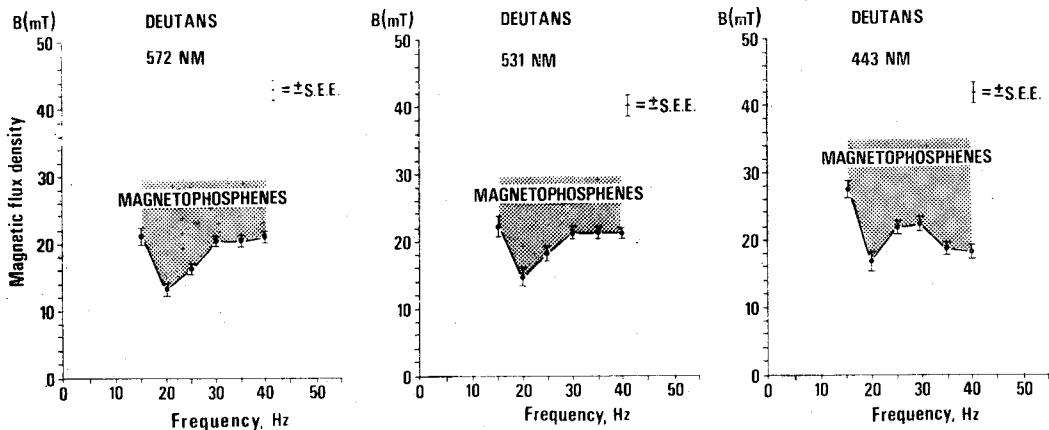 B(mT) DEUTANS
572 NM
= ±S.E.E.
MAGNETOPHOSPHENES
Magnetic flux density
50
40
30
20
10
0
0 10 20 30 40 50
Frequency, Hz
B(mT) DEUTANS
531 NM
= ±S.E.E.
MAGNETOPHOSPHENES
50
40
30
20
10
0
0 10 20 30 40 50
Frequency, Hz
B(mT) DEUTANS
443 NM
= ±S.E.E.
MAGNETOPHOSPHENES
50
40
30
20
10
0
0 10 20 30 40 50
Frequency, Hz